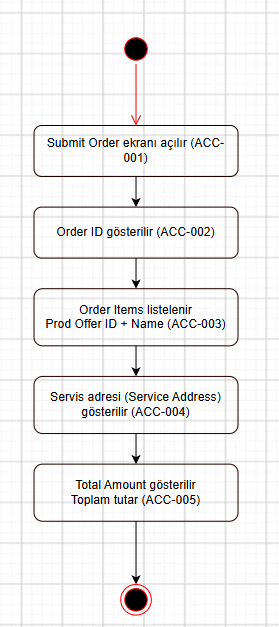 Submit Order ekranı açılır (ACC-
001)
Order ID gösterilir (ACC-002)
Order Items listelenir
Prod Offer ID + Name (ACC-003)
Servis adresi (Service Address)
gösterilir (ACC-004)
Total Amount gösterilir
Toplam tutar (ACC-005)